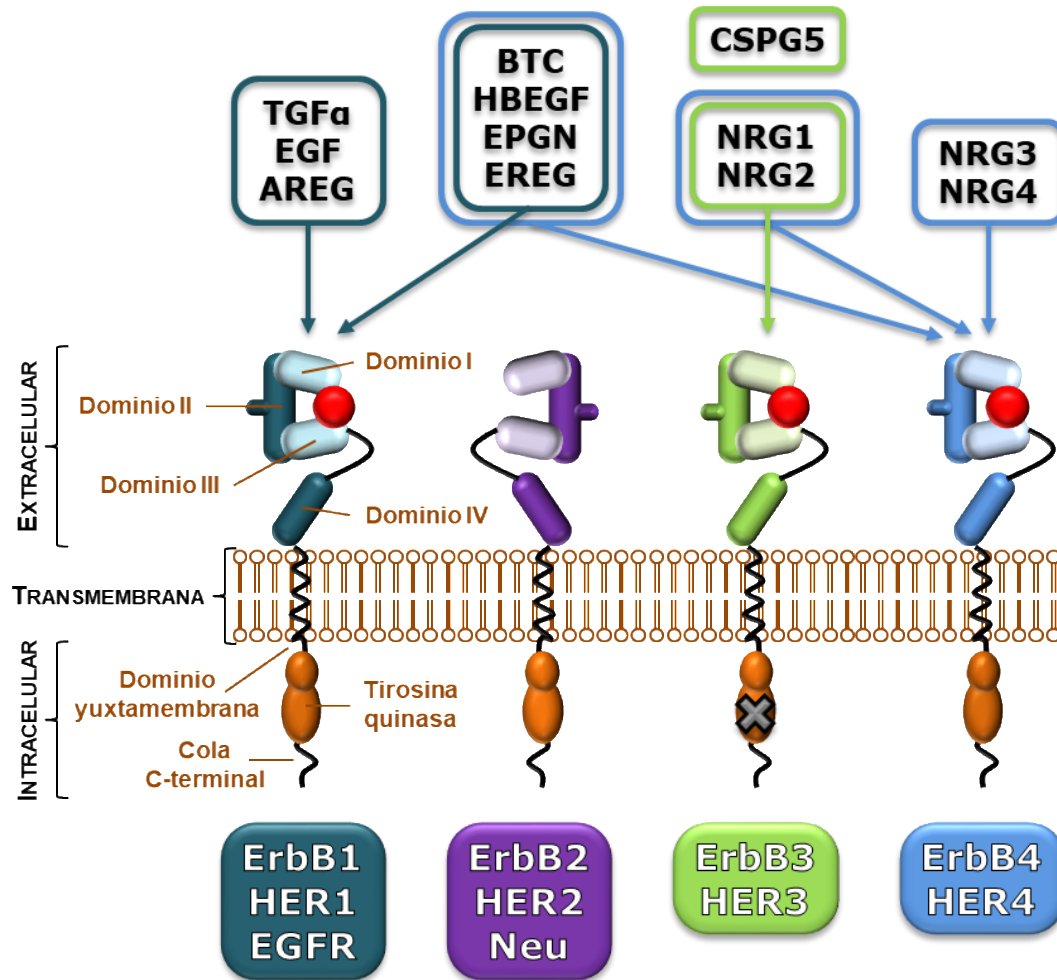 CSPG5
BTC
HBEGF
EPGN
EREG
TGFα
EGF
AREG
NRG1
NRG2
NRG3
NRG4
EXTRACELULAR
Dominio I
Dominio II
Dominio III
Dominio IV
TRANSMEMBRANA
INTRACELULAR
Dominio
yuxtamembrana
Tirosina
quinasa
Cola
C-terminal
ErbB1
HER1
EGFR
ErbB2
HER2
Neu
ErbB3
HER3
ErbB4
HER4